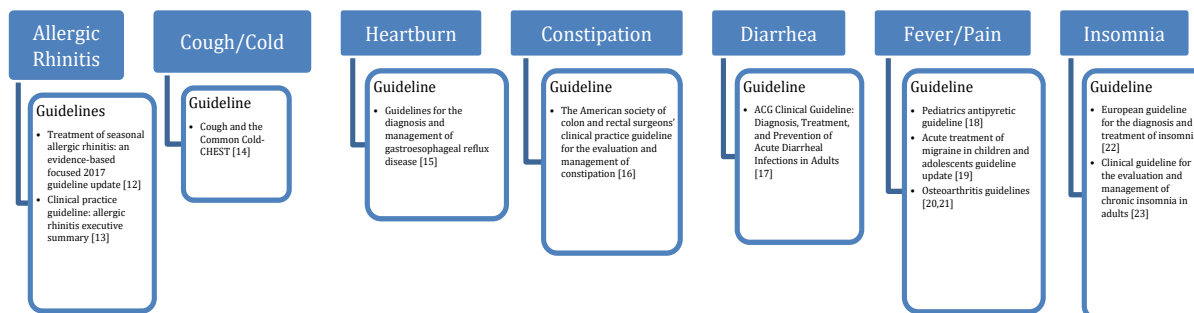 Allergic
Rhinitis
Guidelines
• Treatment of seasonal
allergic rhinitis: an
evidence-based
focused 2017
guideline update [12]
• Clinical practice
guideline: allergic
rhinitis executive
summary [13]
Cough/Cold
Guideline
• Cough and the
Common Cold-
CHEST [14]
Heartburn
Guideline
• Guidelines for the
diagnosis and
management of
gastroesophageal reflux
disease [15]
Constipation
Guideline
• The American society of
colon and rectal surgeons'
clinical practice guideline
for the evaluation and
management of
constipation [16]
Diarrhea
Guideline
• ACG Clinical Guideline:
Diagnosis, Treatment,
and Prevention of
Acute Diarrheal
Infections in Adults
[17]
Fever/Pain
Guideline
• Pediatrics antipyretic
guideline [18]
• Acute treatment of
migraine in children and
adolescents guideline
update [19]
• Osteoarthritis guidelines
[20,21]
Insomnia
Guideline
• European guideline
for the diagnosis and
treatment of insomni
[22]
• Clinical guideline for
the evaluation and
management of
chronic insomnia in
adults [23]